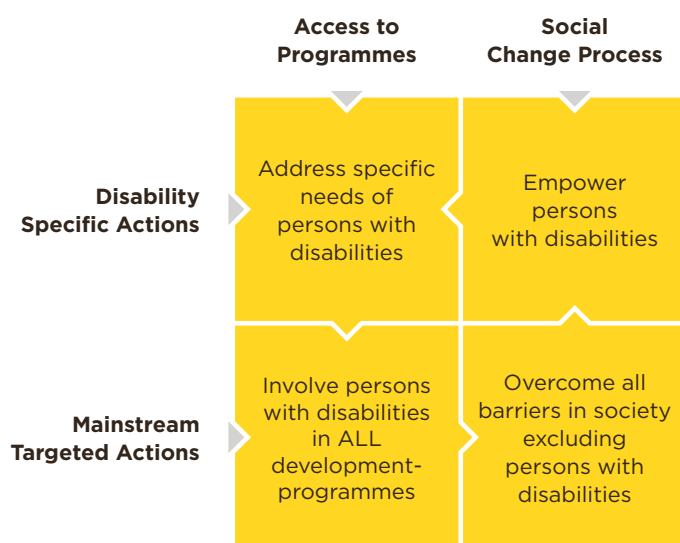 Access to
Programmes
Social
Change Process
Disability
Specific Actions
Address specific
needs of
persons with
disabilities
Empower
persons
with disabilities
Mainstream
Targeted Actions
Involve persons
with disabilities
in ALL
development-
programmes
Overcome all
barriers in society
excluding
persons with
disabilities